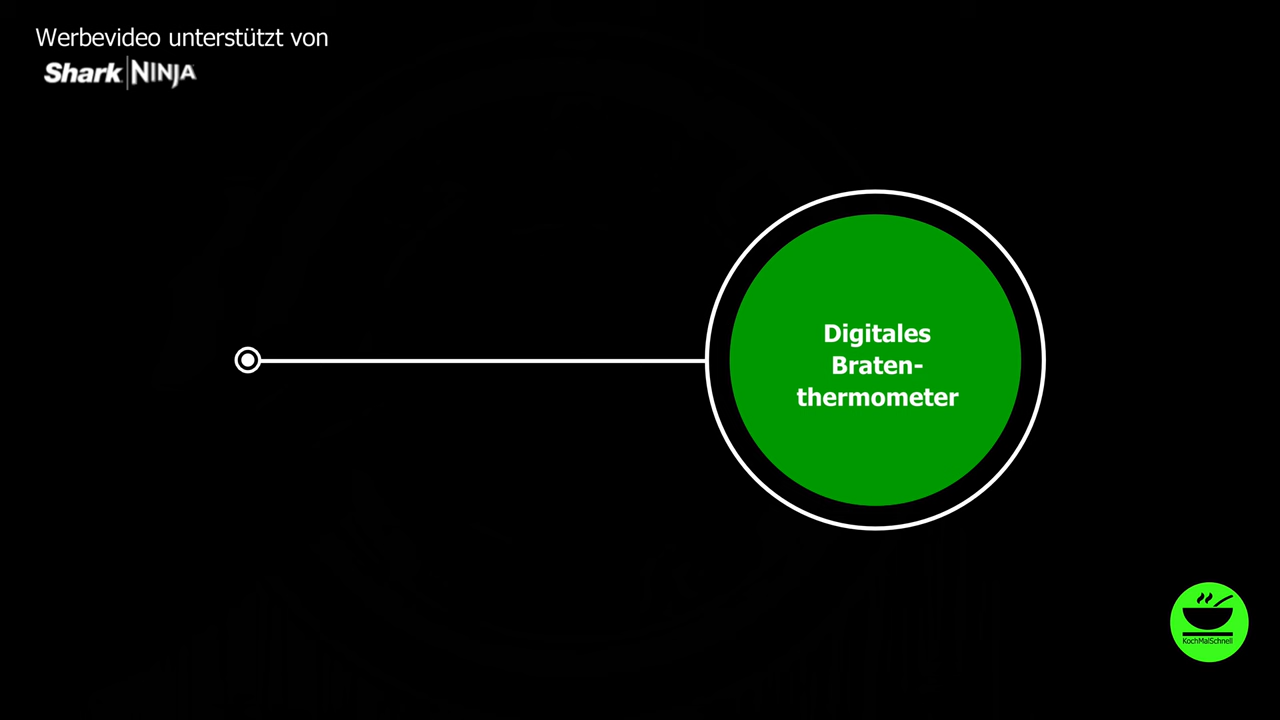 Werbevideo unterstützt von
Shark NINJA
Digitales
Braten-
thermometer
KochMalSchnell